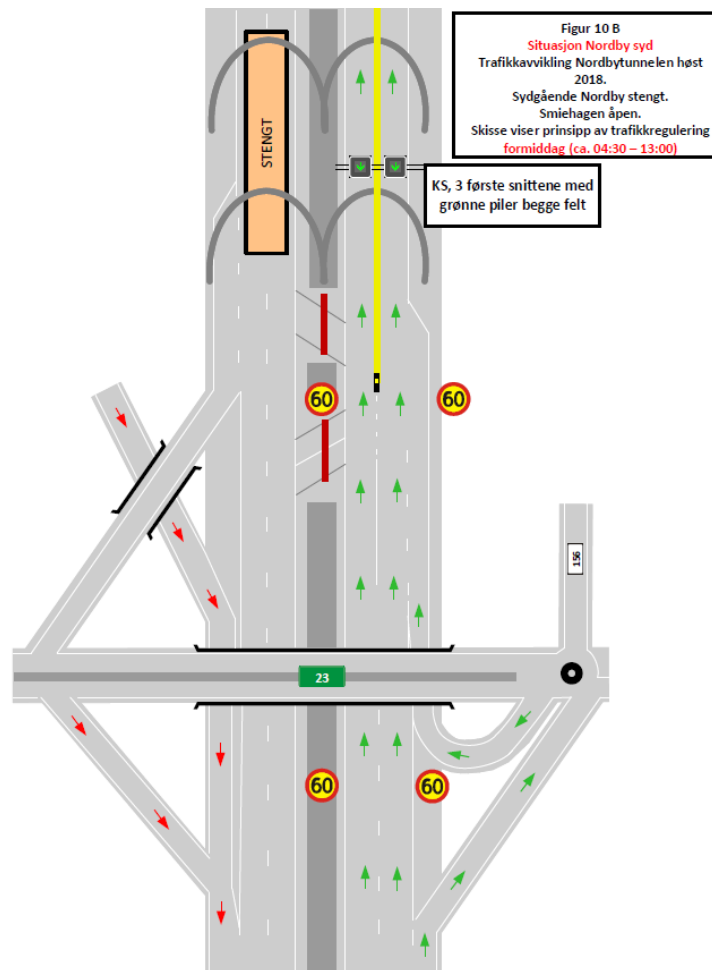 Figur 10 B
Situasjon Nordby syd
Trafikkavvikling Nordbytunnelen høst
2018.
Sydgående Nordby stengt.
Smiehagen åpen.
Skisse viser prinsipp av trafikkregulering
formiddag (ca. 04:30 – 13:00)
STENGT
KS, 3 første snittene med
grønne piler begge felt
60
60
156
23
60
60